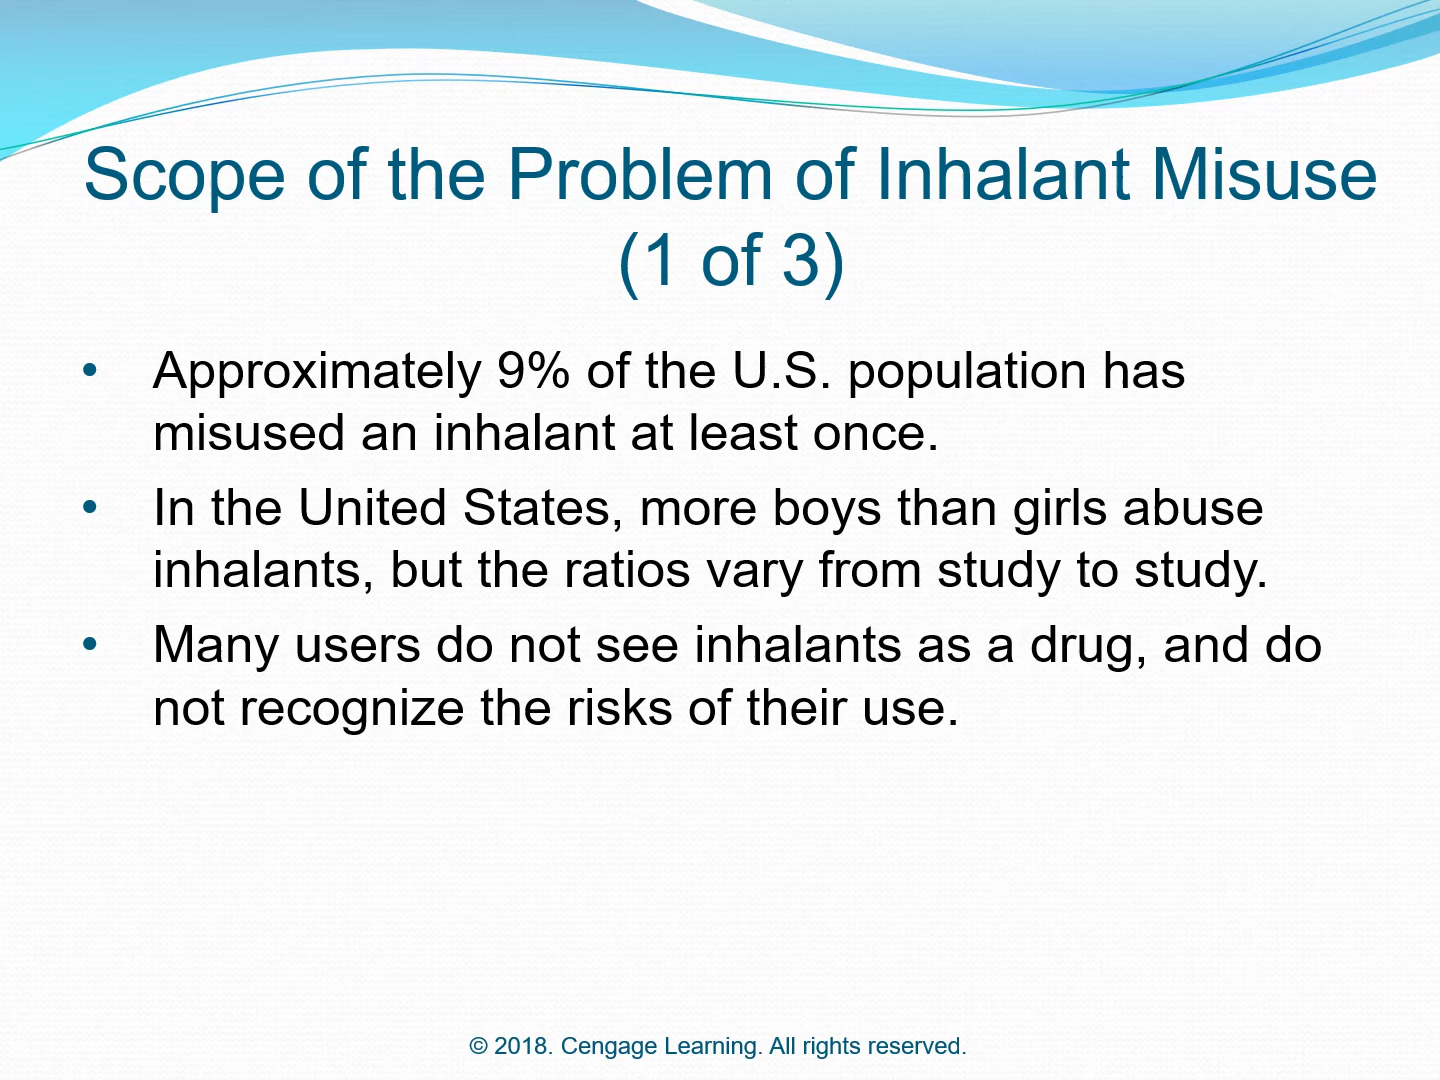 Scope of the Problem of Inhalant Misuse
(1 of 3)
• Approximately 9% of the U.S. population has
misused an inhalant at least once.
• In the United States, more boys than girls abuse
inhalants, but the ratios vary from study to study.
• Many users do not see inhalants as a drug, and do
not recognize the risks of their use.
© 2018. Cengage Learning. All rights reserved.